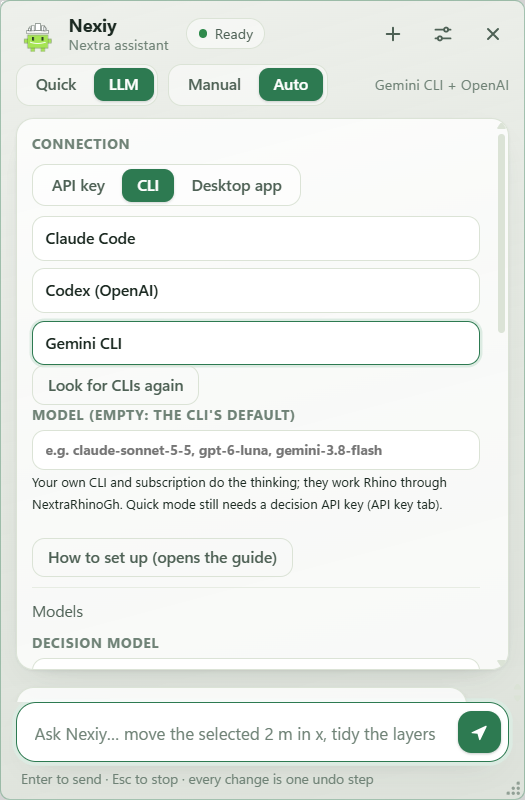 Nexiy
Nextra assistant
Ready
Quick LLM Manual Auto Gemini CLI + OpenAI
CONNECTION
API key CLI Desktop app
Claude Code
Codex (OpenAI)
Gemini CLI
Look for CLIs again
MODEL (EMPTY: THE CLI'S DEFAULT)
e.g. claude-sonnet-5-5, gpt-6-luna, gemini-3.8-flash
Your own CLI and subscription do the thinking; they work Rhino through
NextraRhinoGh. Quick mode still needs a decision API key (API key tab).
How to set up (opens the guide)
Models
DECISION MODEL
Ask Nexiy... move the selected 2 m in x, tidy the layers
Enter to send · Esc to stop · every change is one undo step